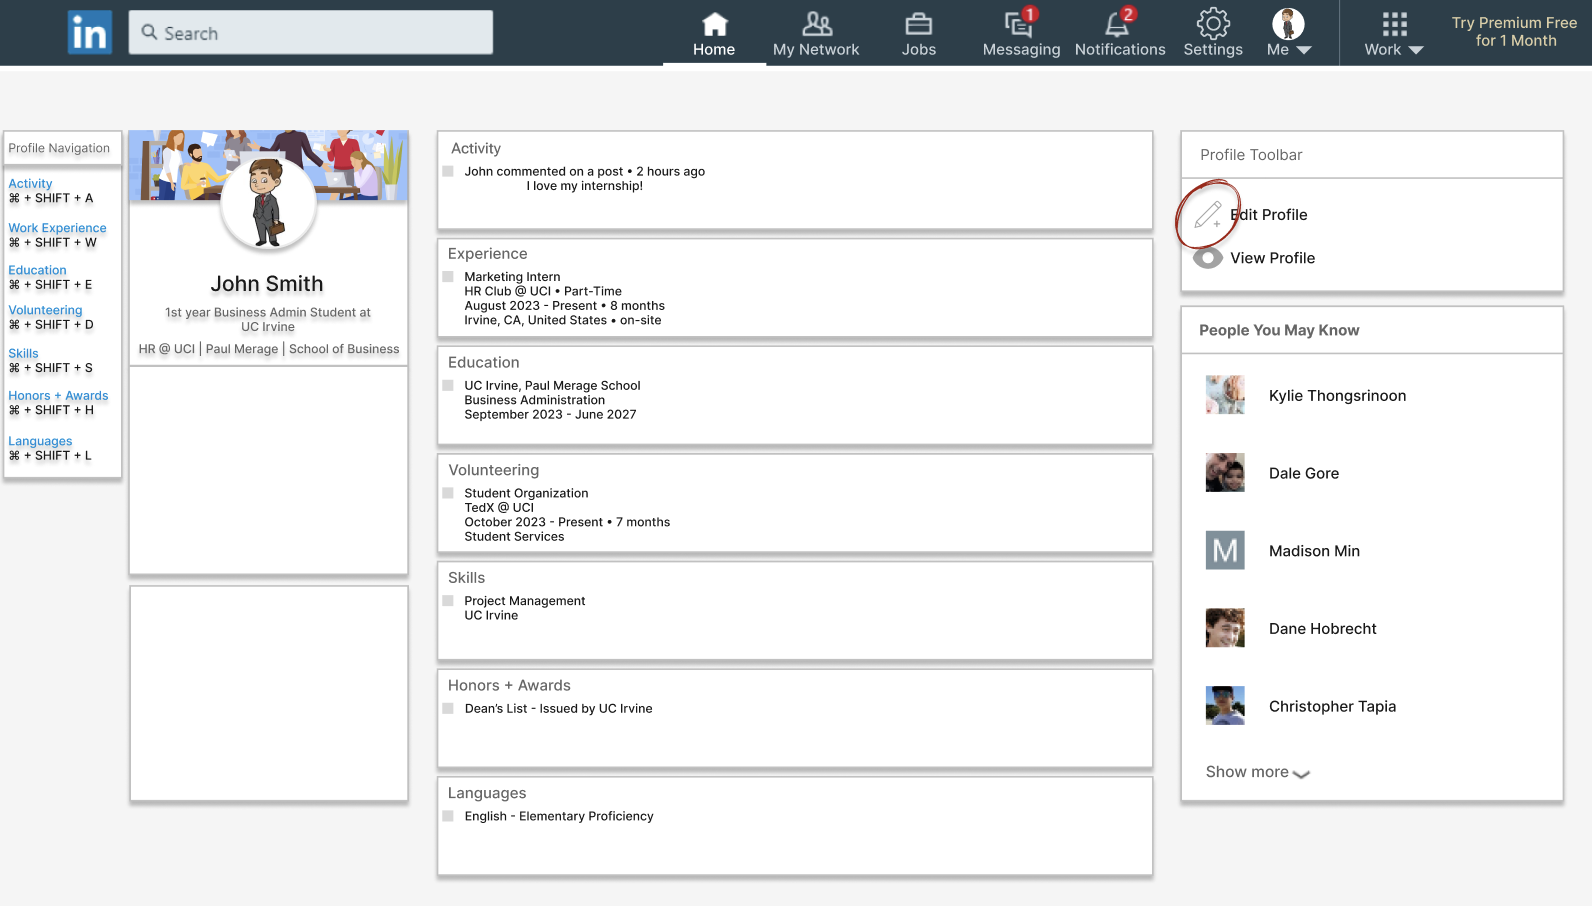 in
Search
Home
My Network
Jobs
Messaging
1
Notifications
2
Settings
Me
Work
Try Premium Free
for 1 Month
Profile Navigation
Activity
⌘ + SHIFT + A
Work Experience
⌘ + SHIFT + W
Education
⌘ + SHIFT + E
Volunteering
⌘ + SHIFT + D
Skills
⌘ + SHIFT + S
Honors + Awards
⌘ + SHIFT + H
Languages
⌘ + SHIFT + L
John Smith
1st year Business Admin Student at
UC Irvine
HR @ UCI | Paul Merage | School of Business
Activity
John commented on a post • 2 hours ago
I love my internship!
Experience
Marketing Intern
HR Club @ UCI • Part-Time
August 2023 - Present • 8 months
Irvine, CA, United States • on-site
Education
UC Irvine, Paul Merage School
Business Administration
September 2023 - June 2027
Volunteering
Student Organization
TedX @ UCI
October 2023 - Present • 7 months
Student Services
Skills
Project Management
UC Irvine
Honors + Awards
Dean’s List - Issued by UC Irvine
Languages
English - Elementary Proficiency
Profile Toolbar
Edit Profile
View Profile
People You May Know
Kylie Thongsrinoon
Dale Gore
M
Madison Min
Dane Hobrecht
Christopher Tapia
Show more